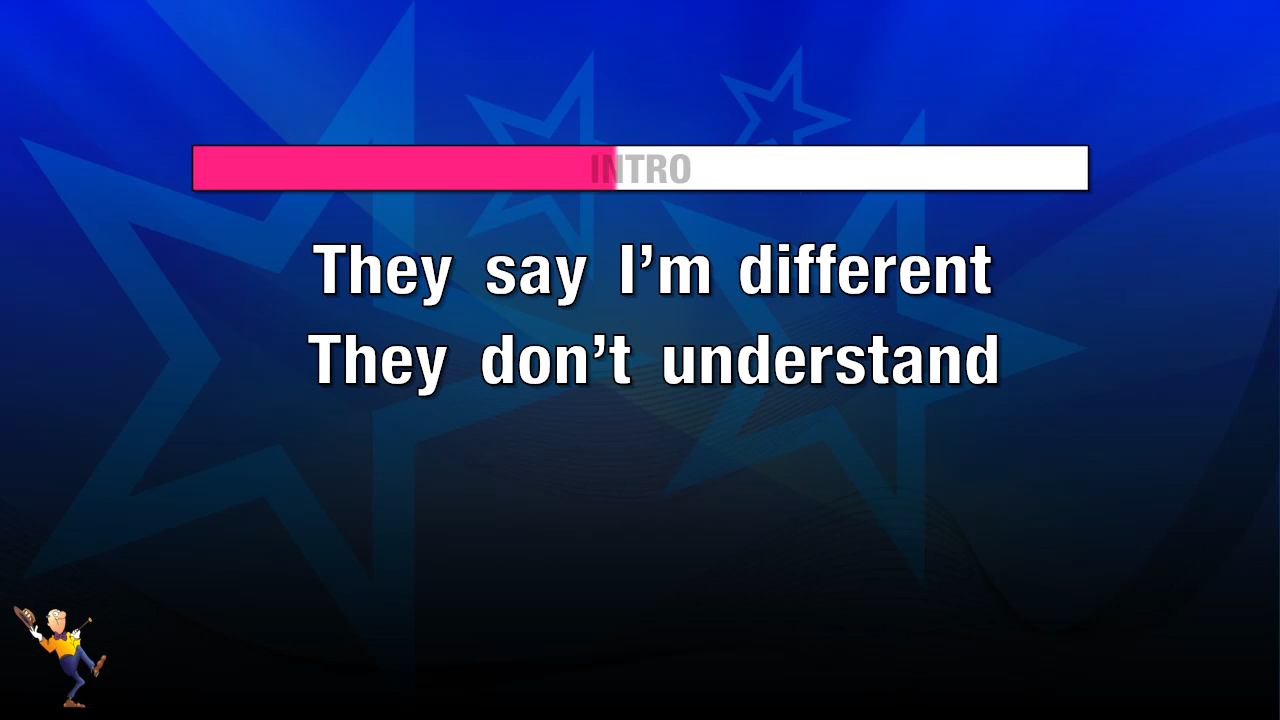 INTRO
They say I’m different
They don’t understand